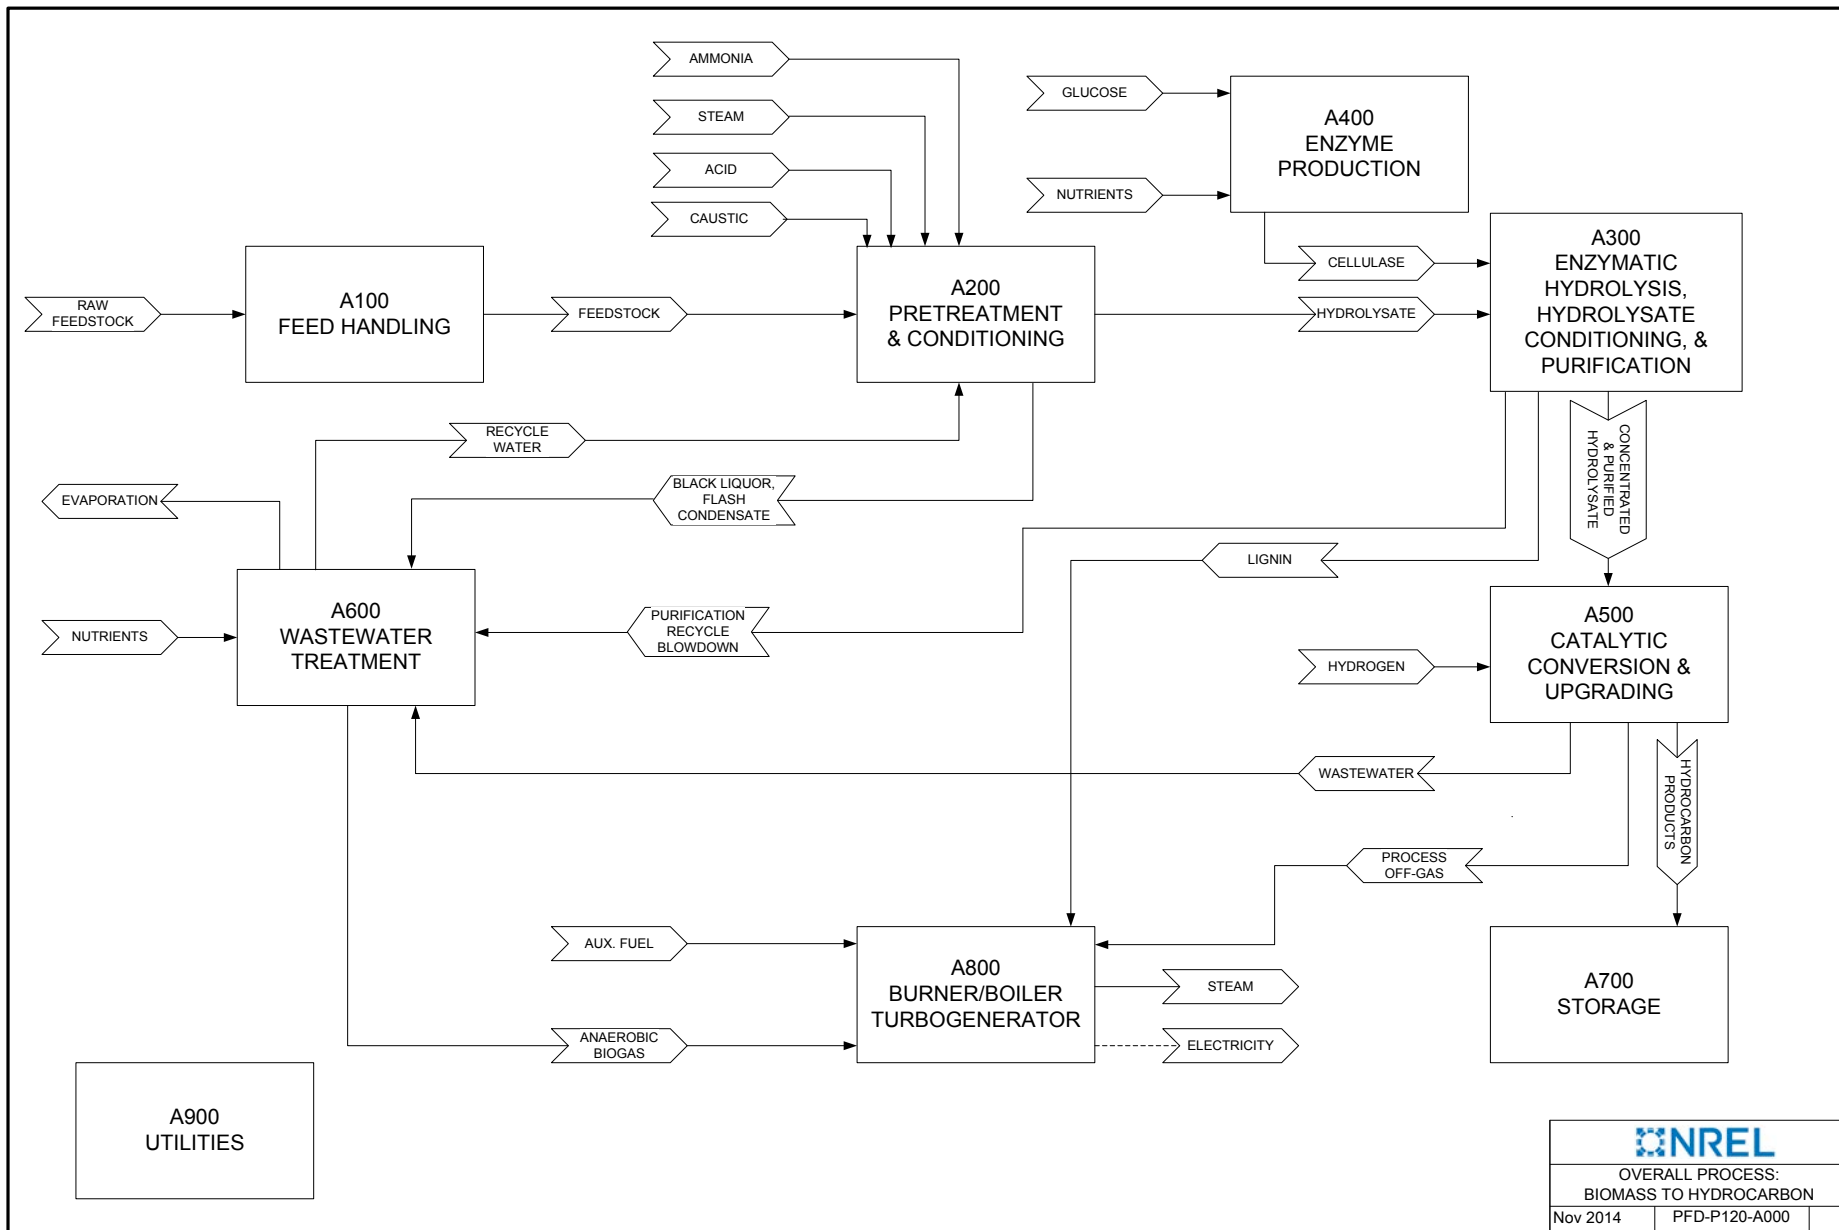 AMMONIA
STEAM
ACID
CAUSTIC
GLUCOSE
NUTRIENTS
A400
ENZYME
PRODUCTION
RAW
FEEDSTOCK
A100
FEED HANDLING
FEEDSTOCK
A200
PRETREATMENT
& CONDITIONING
CELLULASE
HYDROLYSATE
A300
ENZYMATIC
HYDROLYSIS,
HYDROLYSATE
CONDITIONING, &
PURIFICATION
RECYCLE
WATER
CONCENTRATED
& PURIFIED
HYDROLYSATE
EVAPORATION
BLACK LIQUOR,
FLASH
CONDENSATE
LIGNIN
NUTRIENTS
A600
WASTEWATER
TREATMENT
PURIFICATION
RECYCLE
BLOWDOWN
HYDROGEN
A500
CATALYTIC
CONVERSION &
UPGRADING
WASTEWATER
HYDROCARBON
PRODUCTS
PROCESS
OFF-GAS
AUX. FUEL
A800
BURNER/BOILER
TURBOGENERATOR
STEAM
ELECTRICITY
A700
STORAGE
ANAEROBIC
BIOGAS
A900
UTILITIES
NREL
OVERALL PROCESS:
BIOMASS TO HYDROCARBON
Nov 2014
PFD-P120-A000